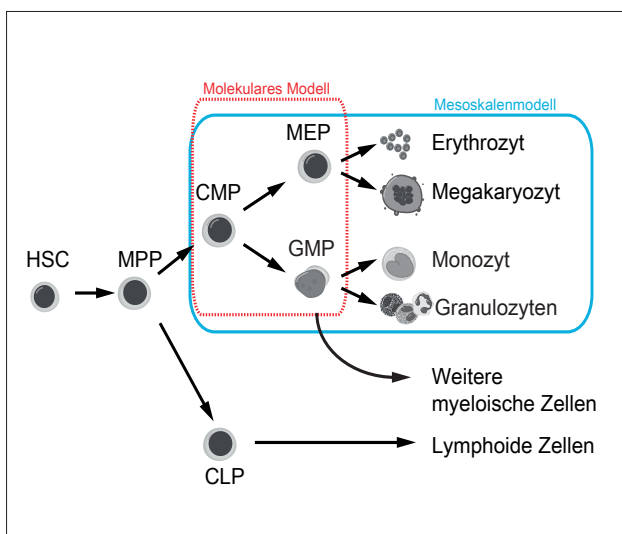 Molekulares Modell
Mesoskalenmodell
MEP
Erythrozyt
CMP
Megakaryozyt
HSC
MPP
GMP
Monozyt
Granulozyten
Weitere
myeloische Zellen
Lymphoide Zellen
CLP